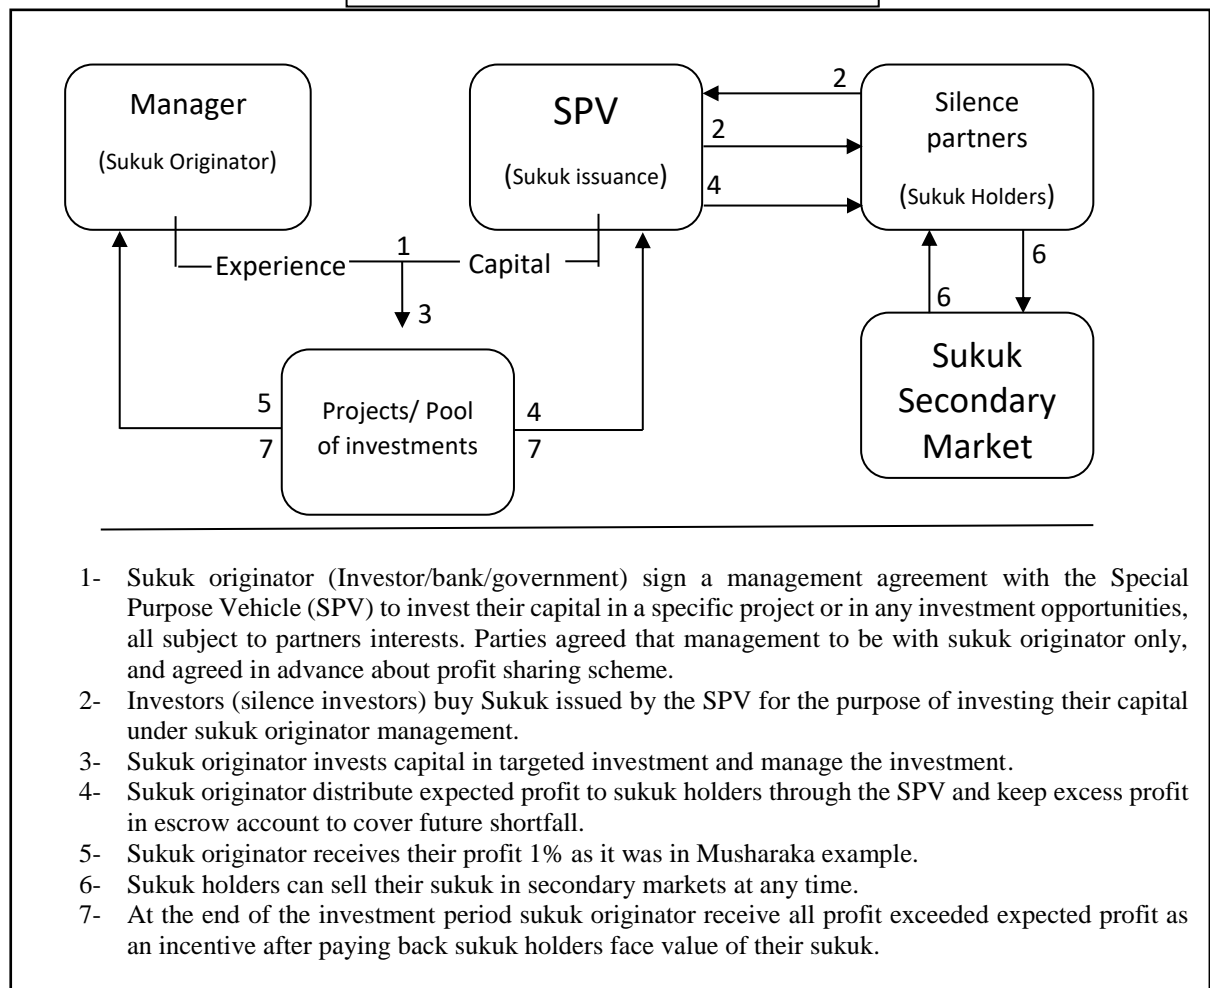 Manager
(Sukuk Originator)
SPV
(Sukuk issuance)
2
2
4
Silence
partners
(Sukuk Holders)
Experience
1
Capital
3
6
6
5
7
Projects/ Pool
of investments
4
7
Sukuk
Secondary
Market
1- Sukuk originator (Investor/bank/government) sign a management agreement with the Special
Purpose Vehicle (SPV) to invest their capital in a specific project or in any investment opportunities,
all subject to partners interests. Parties agreed that management to be with sukuk originator only,
and agreed in advance about profit sharing scheme.
2- Investors (silence investors) buy Sukuk issued by the SPV for the purpose of investing their capital
under sukuk originator management.
3- Sukuk originator invests capital in targeted investment and manage the investment.
4- Sukuk originator distribute expected profit to sukuk holders through the SPV and keep excess profit
in escrow account to cover future shortfall.
5- Sukuk originator receives their profit 1% as it was in Musharaka example.
6- Sukuk holders can sell their sukuk in secondary markets at any time.
7- At the end of the investment period sukuk originator receive all profit exceeded expected profit as
an incentive after paying back sukuk holders face value of their sukuk.